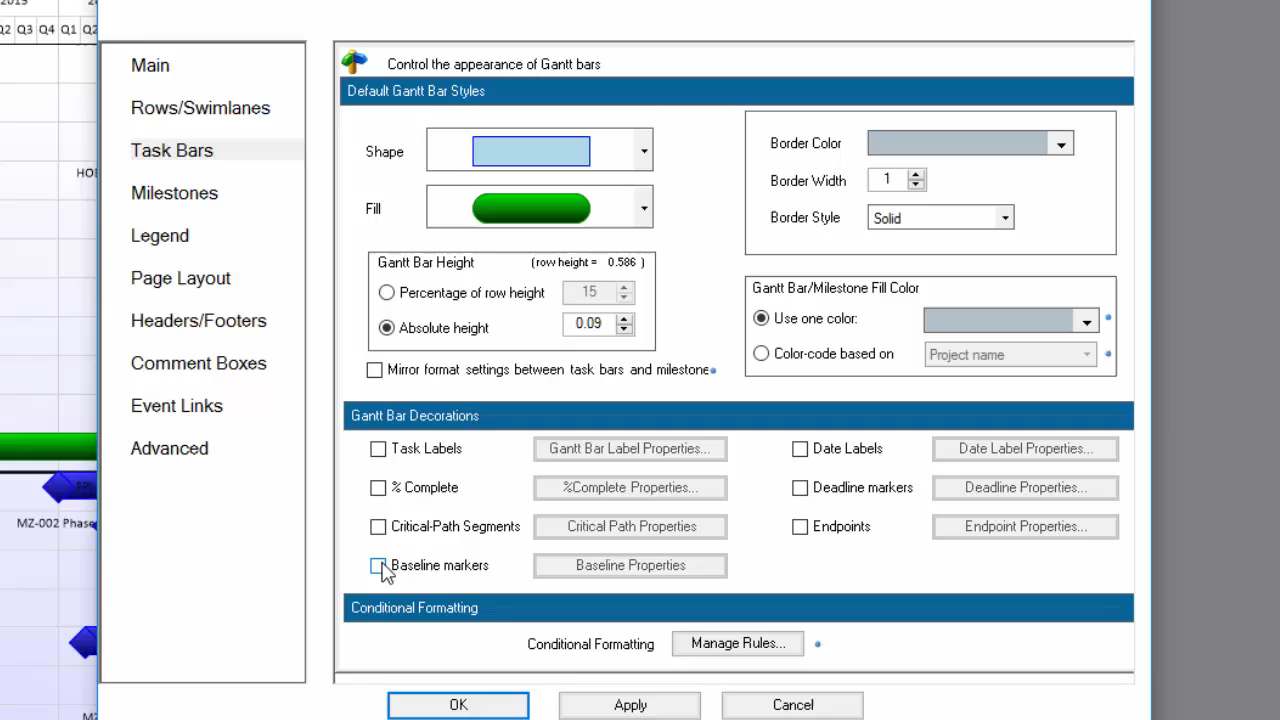 Q2 Q3 Q4 Q1 Q2
HO
MZ-002 Phase
MZ
Main
Rows/Swimlanes
Task Bars
Milestones
Legend
Page Layout
Headers/Footers
Comment Boxes
Event Links
Advanced
Control the appearance of Gantt bars
Default Gantt Bar Styles
Shape
Fill
Border Color
Border Width 1
Border Style Solid
Gantt Bar Height (row height = 0.586 )
Percentage of row height 15
Absolute height 0.09
Gantt Bar/Milestone Fill Color
Use one color:
Color-code based on Project name
Mirror format settings between task bars and milestone
Gantt Bar Decorations
Task Labels Gantt Bar Label Properties... Date Labels Date Label Properties...
% Complete %Complete Properties... Deadline markers Deadline Properties...
Critical-Path Segments Critical Path Properties Endpoints Endpoint Properties...
Baseline markers Baseline Properties
Conditional Formatting
Conditional Formatting Manage Rules...
OK Apply Cancel